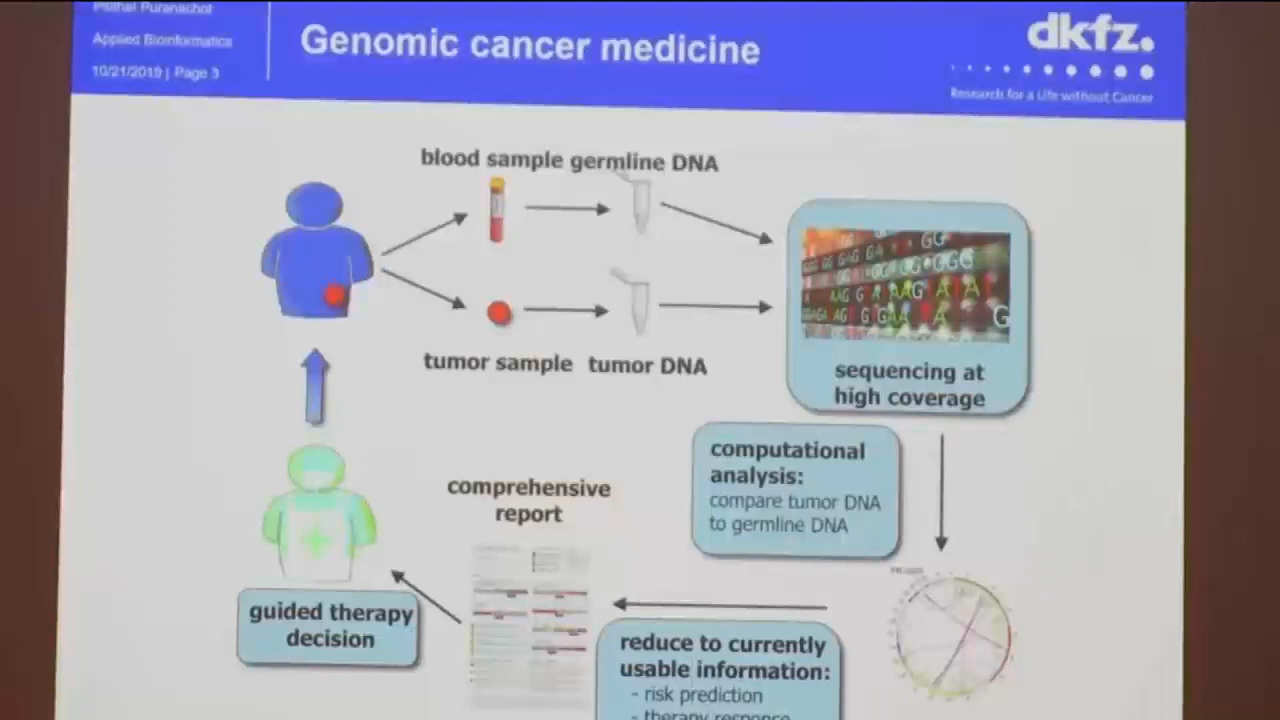 Applied Bioinformatics
10/21/2019 | Page 3
Genomic cancer medicine
dkfz.
Research for a Life without Cancer
blood sample germline DNA
tumor sample tumor DNA
sequencing at
high coverage
computational
analysis:
compare tumor DNA
to germline DNA
comprehensive
report
guided therapy
decision
reduce to currently
usable information:
- risk prediction
- therapy response